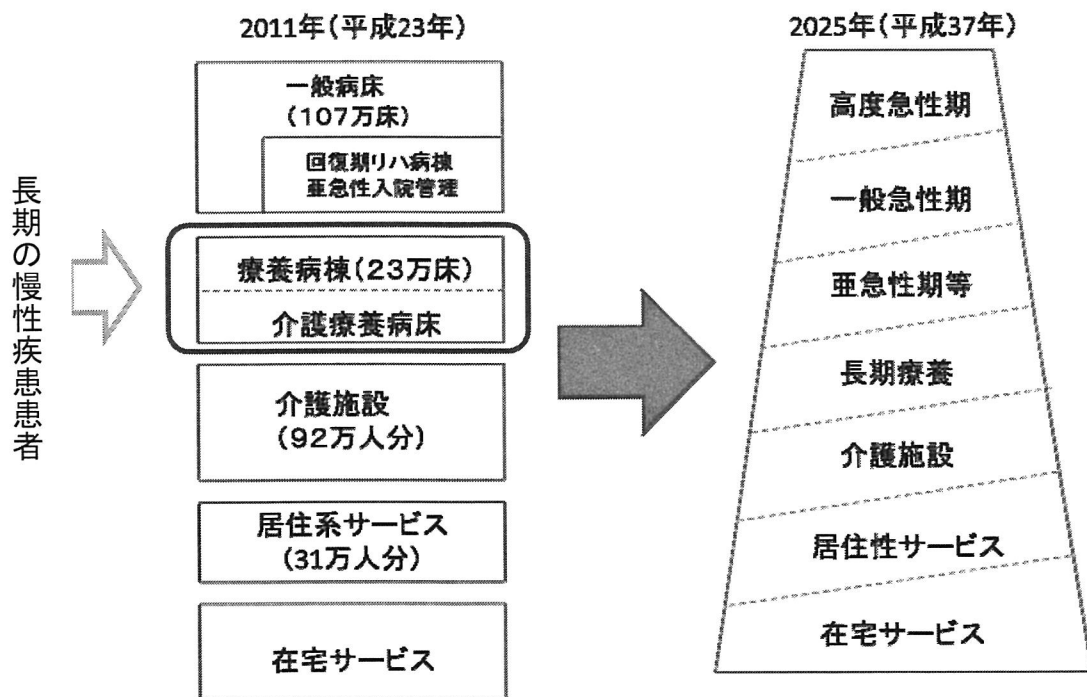 2011年(平成23年)
一般病床
(107万床)
回復期リハ病棟
亜急性入院管理
長期の慢性疾患患者
療養病棟(23万床)
介護療養病床
介護施設
(92万人分)
居住系サービス
(31万人分)
在宅サービス
2025年(平成37年)
高度急性期
一般急性期
亜急性期等
長期療養
介護施設
居住性サービス
在宅サービス